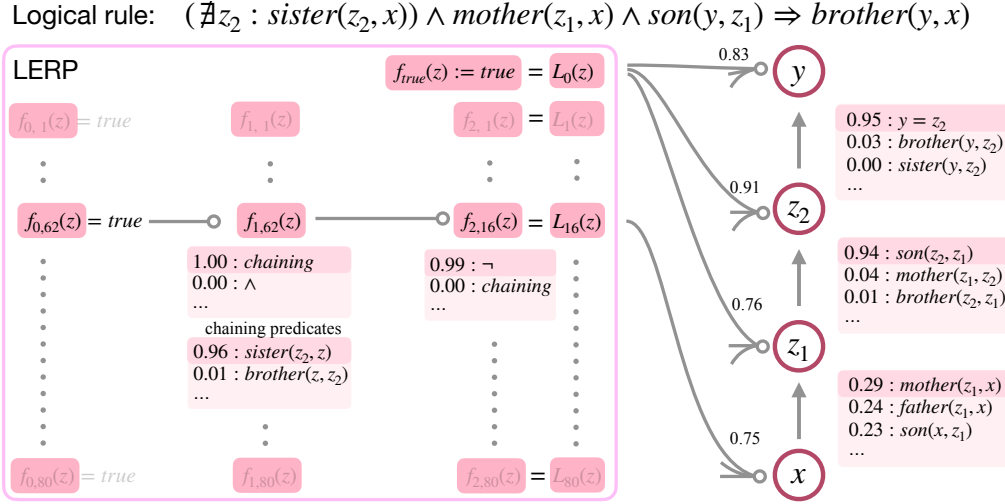 Logical rule: (∄z₂ : sister(z₂, x)) ∧ mother(z₁, x) ∧ son(y, z₁) ⇒ brother(y, x)
LERP
f_true(z) := true = L₀(z)
f₀, ₁(z) = true
f₁, ₁(z)
f₂, ₁(z) = L₁(z)
f₀,₆₂(z) = true
f₁,₆₂(z)
f₂,₁₆(z) = L₁₆(z)
1.00 : chaining
0.00 : ∧
...
chaining predicates
0.96 : sister(z₂, z)
0.01 : brother(z, z₂)
...
0.99 : ¬
0.00 : chaining
...
f₀,₈₀(z) = true
f₁,₈₀(z)
f₂,₈₀(z) = L₈₀(z)
0.83
y
0.95 : y = z₂
0.03 : brother(y, z₂)
0.00 : sister(y, z₂)
...
0.91
z₂
0.94 : son(z₂, z₁)
0.04 : mother(z₁, z₂)
0.01 : brother(z₂, z₁)
...
0.76
z₁
0.29 : mother(z₁, x)
0.24 : father(z₁, x)
0.23 : son(x, z₁)
...
0.75
x